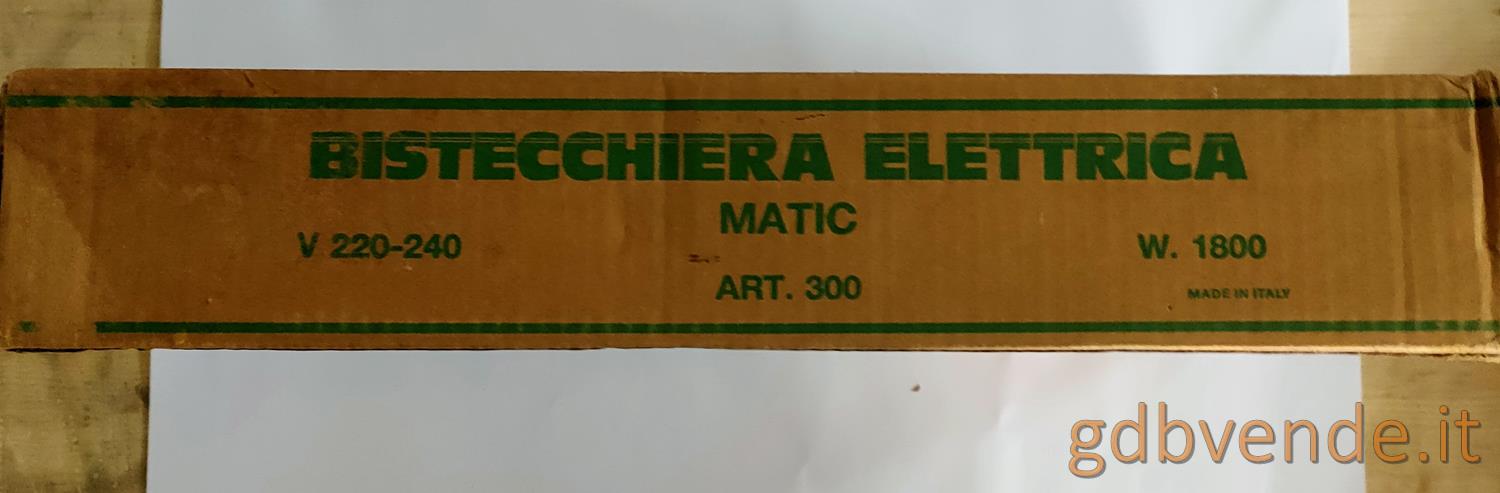 BISTECCHIERA ELETTRICA
MATIC
V 220-240
W. 1800
ART. 300
MADE IN ITALY
gdbvende.it